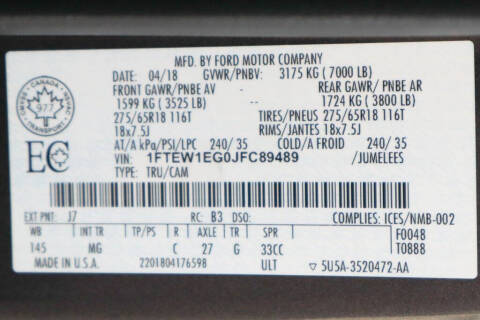 MFD. BY FORD MOTOR COMPANY
DATE: 04/18 GVWR/PNBV: 3175 KG ( 7000 LB)
FRONT GAWR/PNBE AV REAR GAWR/ PNBE AR
1599 KG ( 3525 LB) 1724 KG ( 3800 LB)
275/65R18 116T TIRES/PNEUS 275/65R18 116T
18x7.5J RIMS/JANTES 18x7.5J
AT/A kPa/PSI/LPC 240/ 35 COLD/A FROID 240/ 35
VIN: 1FTEW1EG0JFC89489 /JUMELEES
TYPE: TRU/CAM
CANADA
977
TRANSPORT
EC
EXT PNT: J7 RC: B3 DSO: COMPLIES: ICES/NMB-002
WB INT TR TP/PS R AXLE TR SPR F0048
145 MG C 27 G 33CC T0888
MADE IN U.S.A. 2201804176598 ULT ▽ 5U5A-3520472-AA